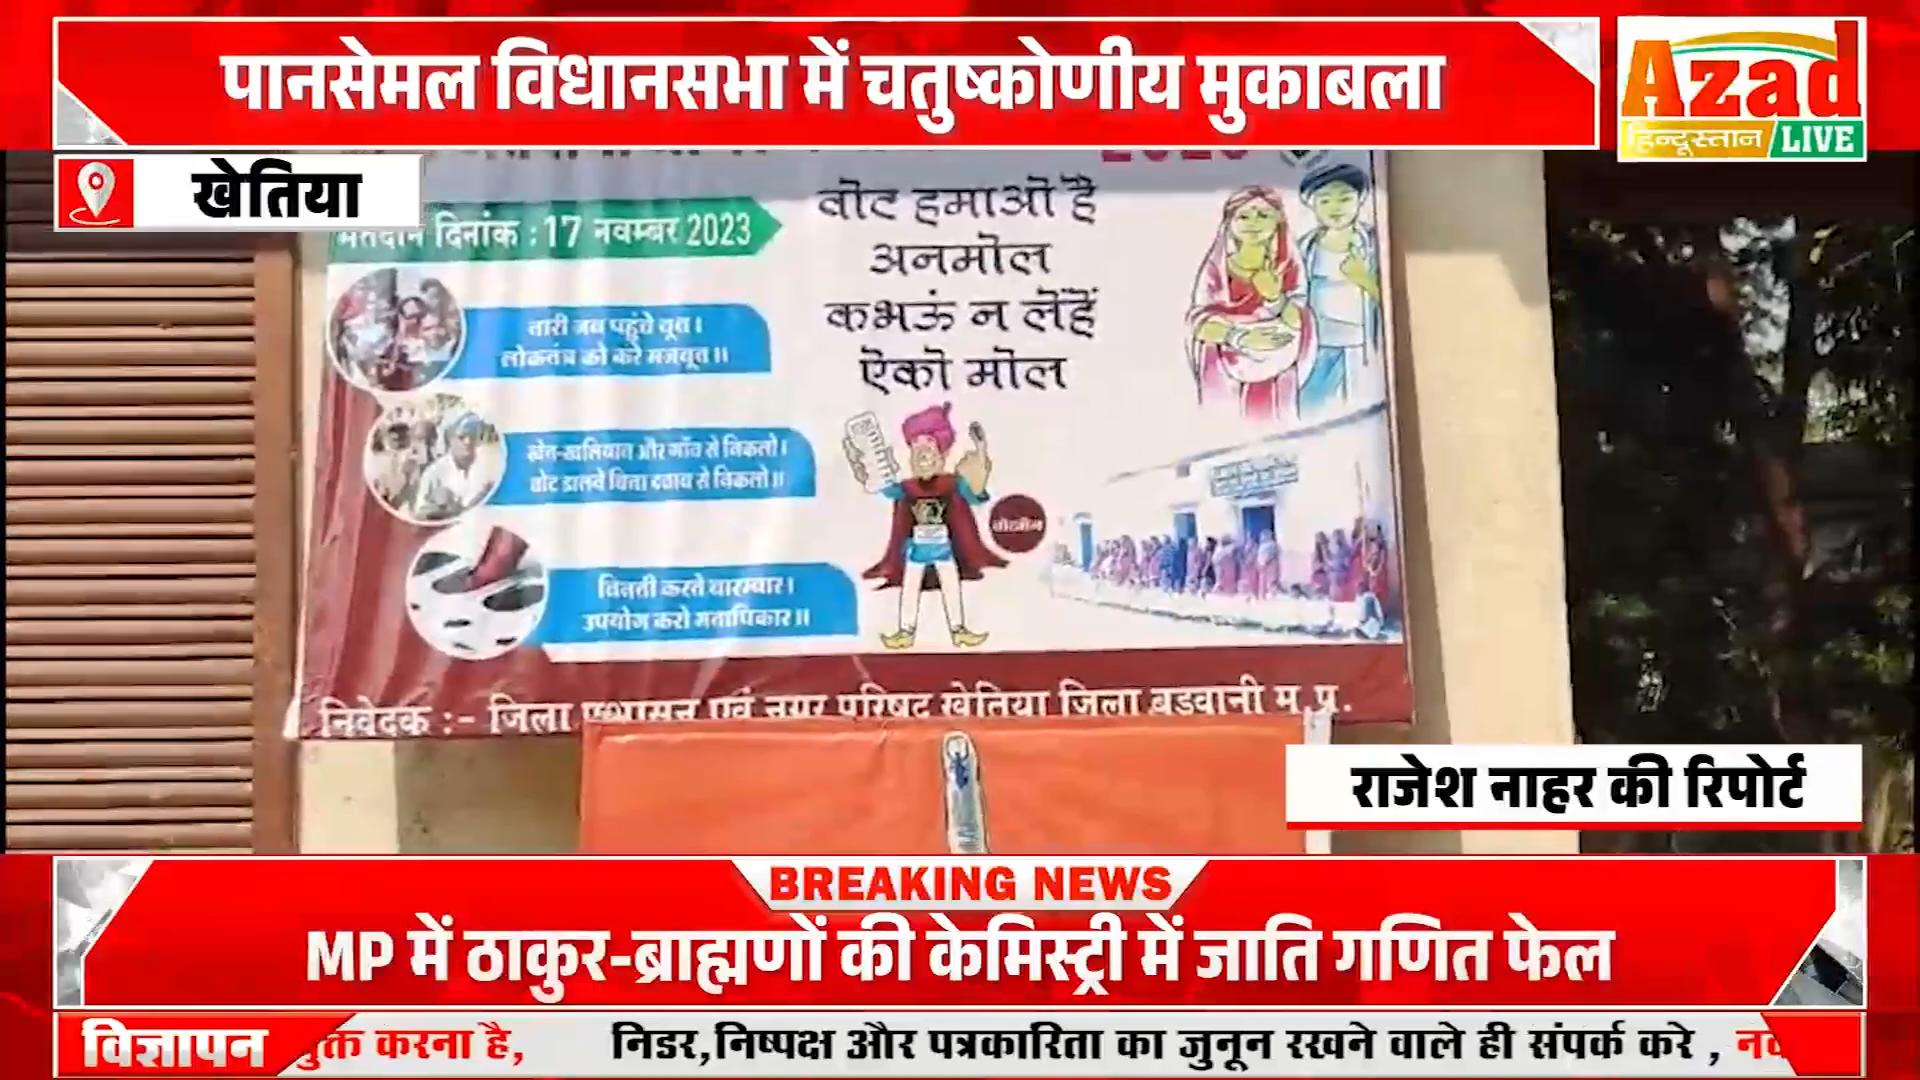 पानसेमल विधानसभा में चतुष्कोणीय मुकाबला
Azad
हिन्दूस्तान LIVE
खेतिया
मतदान दिनांक : 17 नवम्बर 2023
वोट हमाओ है
अनमोल
कभऊं न लेहैं
ऐको मोल
नारी जब पहुंचे बूथ।
लोकतंत्र को करे मजबूत॥
खेत-खलिहान और गाँव से निकलो।
वोट डालने बिना दबाव से निकलो॥
विनती करते बारम्बार।
उपयोग करो मताधिकार॥
निवेदक :- जिला प्रशासन एवं नगर परिषद खेतिया जिला बडवानी म.प्र.
राजेश नाहर की रिपोर्ट
BREAKING NEWS
MP में ठाकुर-ब्राह्मणों की केमिस्ट्री में जाति गणित फेल
विज्ञापन
करना है, निडर,निष्पक्ष और पत्रकारिता का जुनून रखने वाले ही संपर्क करे ,